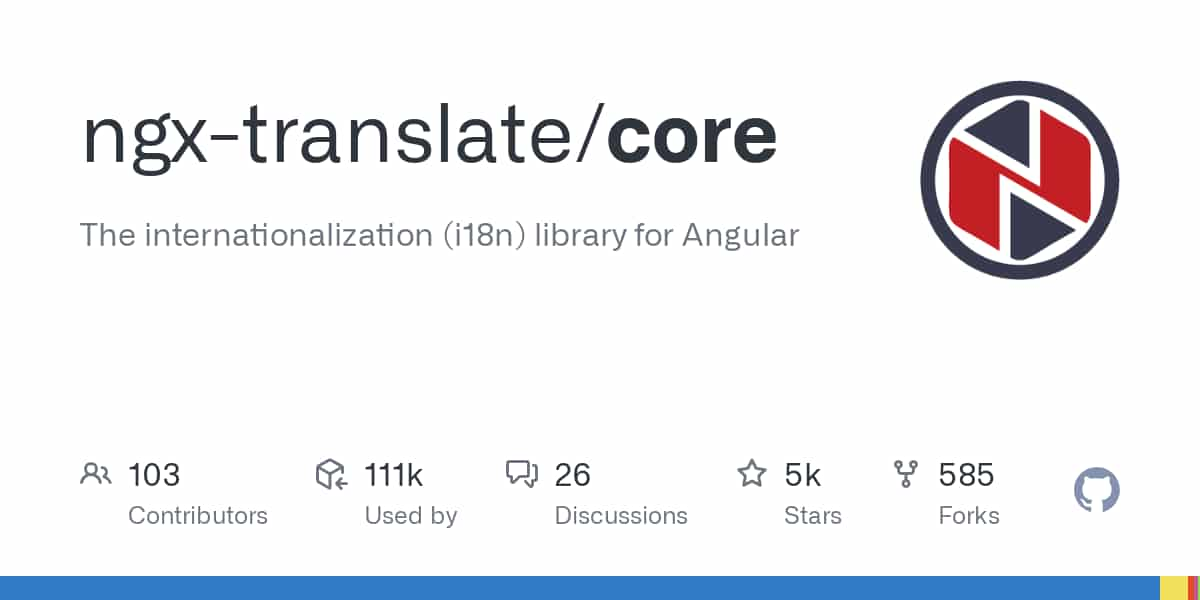 ngx-translate/core
The internationalization (i18n) library for Angular
103 111k 26 5k 585
Contributors Used by Discussions Stars Forks